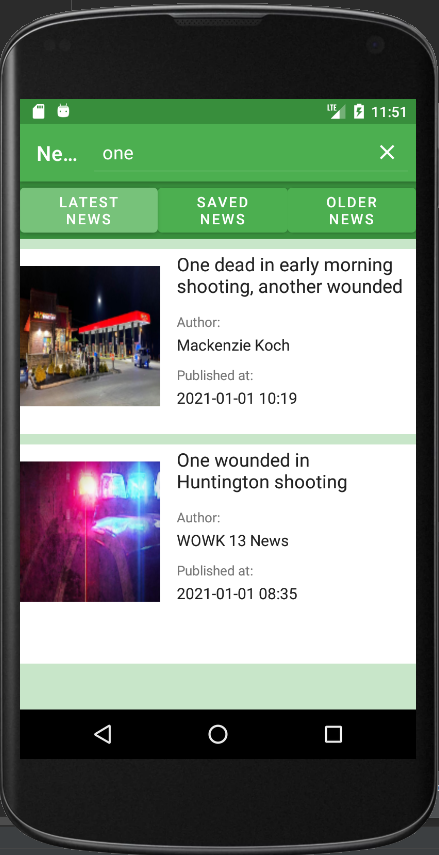 LTE 11:51
Ne... one
LATEST
NEWS
SAVED
NEWS
OLDER
NEWS
One dead in early morning
shooting, another wounded
Author:
Mackenzie Koch
Published at:
2021-01-01 10:19
One wounded in
Huntington shooting
Author:
WOWK 13 News
Published at:
2021-01-01 08:35